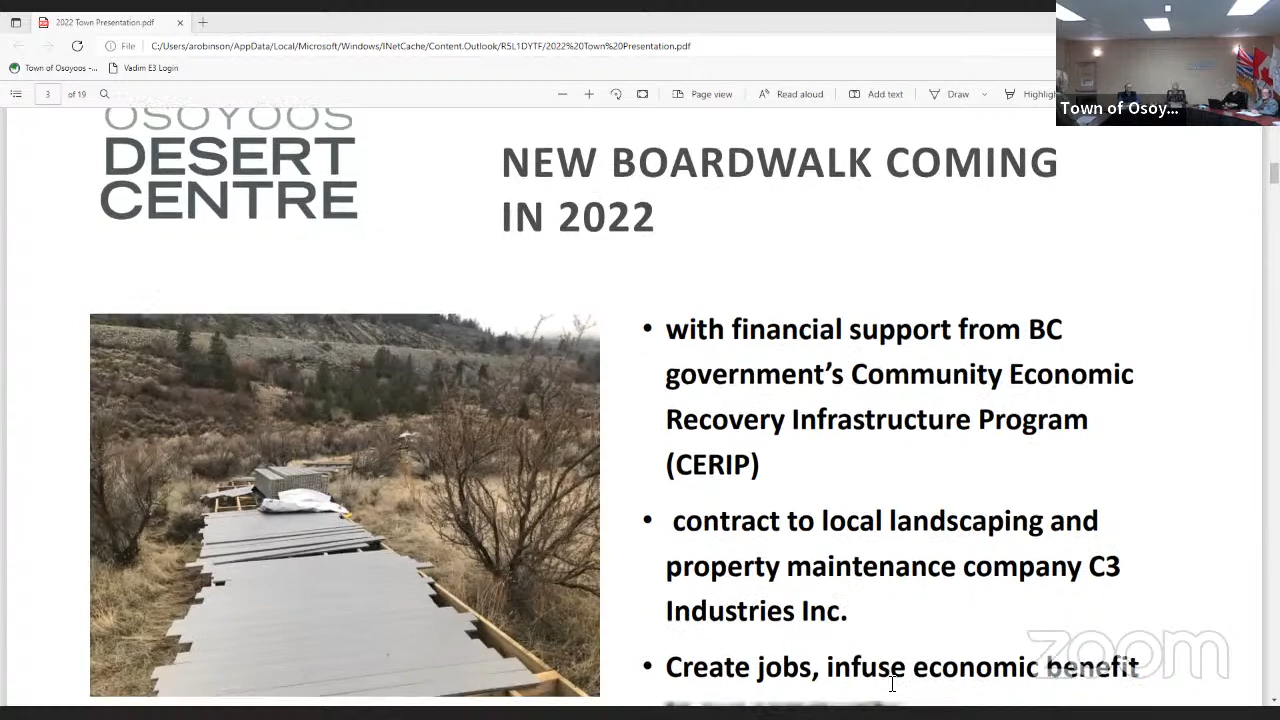 2022 Town Presentation.pdf
File C:/Users/arobinson/AppData/Local/Microsoft/Windows/INetCache/Content.Outlook/R5L1DYTF/2022%20Town%20Presentation.pdf
Town of Osoyoos -... Vadim E3 Login
3 of 19 Page view Read aloud Add text Draw Highligh
Town of Osoy...
OSOYOOS
DESERT
CENTRE
NEW BOARDWALK COMING
IN 2022
• with financial support from BC
government’s Community Economic
Recovery Infrastructure Program
(CERIP)
• contract to local landscaping and
property maintenance company C3
Industries Inc.
• Create jobs, infuse economic benefit
zoom